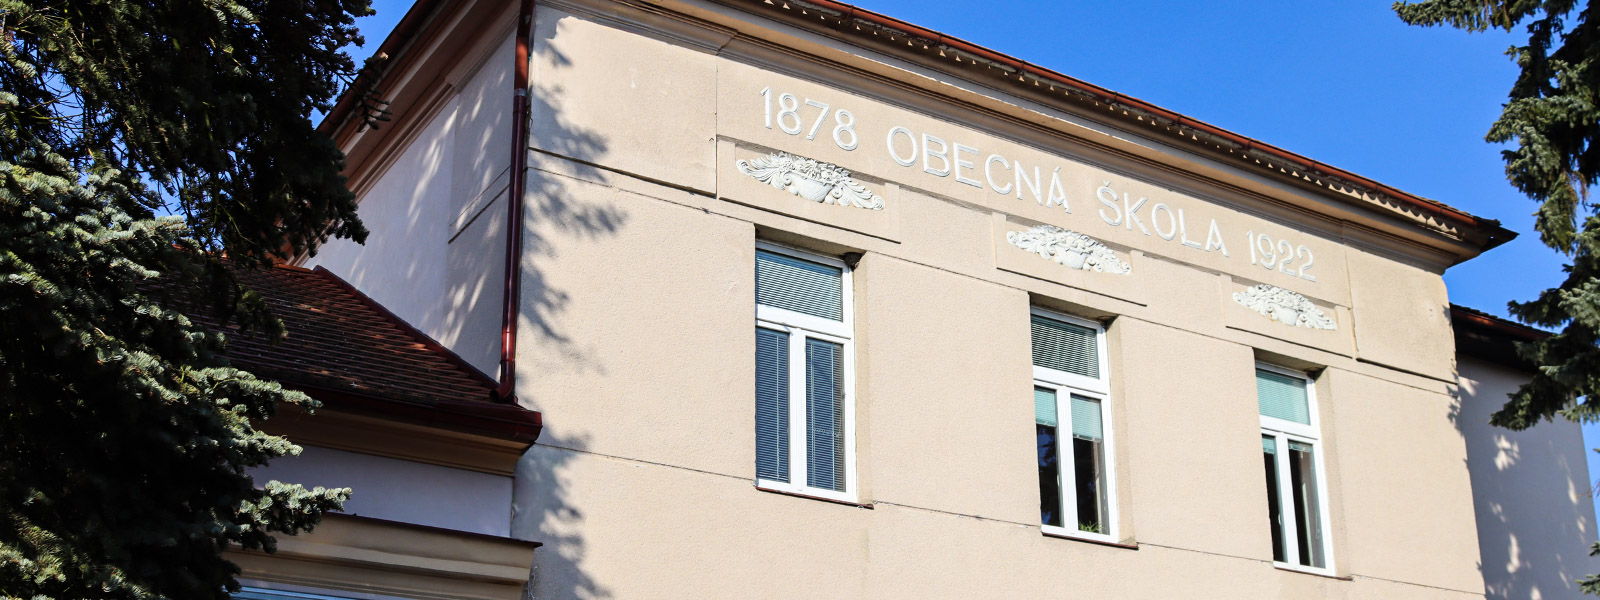 1878 OBECNÁ ŠKOLA 1922